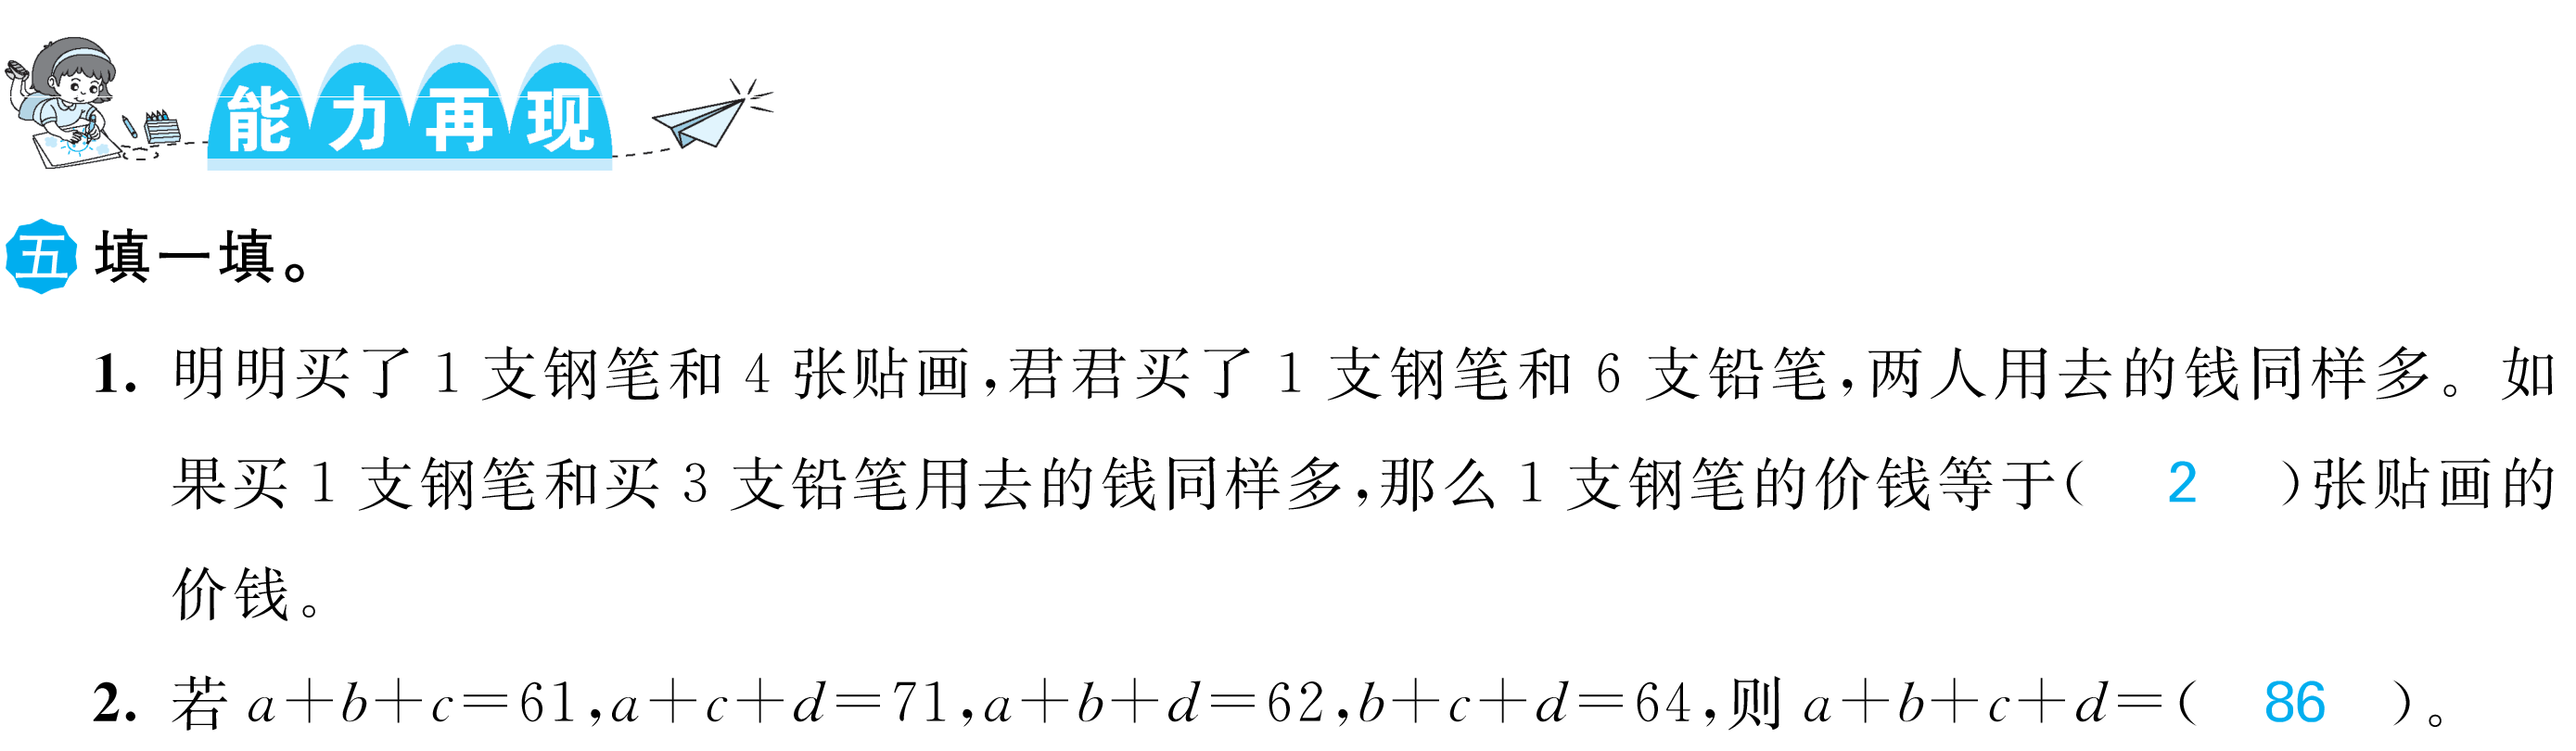 能力再现
五 填一填。
1. 明明买了 1 支钢笔和 4 张贴画,君君买了 1 支钢笔和 6 支铅笔,两人用去的钱同样多。如
果买 1 支钢笔和买 3 支铅笔用去的钱同样多,那么 1 支钢笔的价钱等于( 2 )张贴画的
价钱。
2. 若 a+b+c=61,a+c+d=71,a+b+d=62,b+c+d=64,则 a+b+c+d=( 86 )。